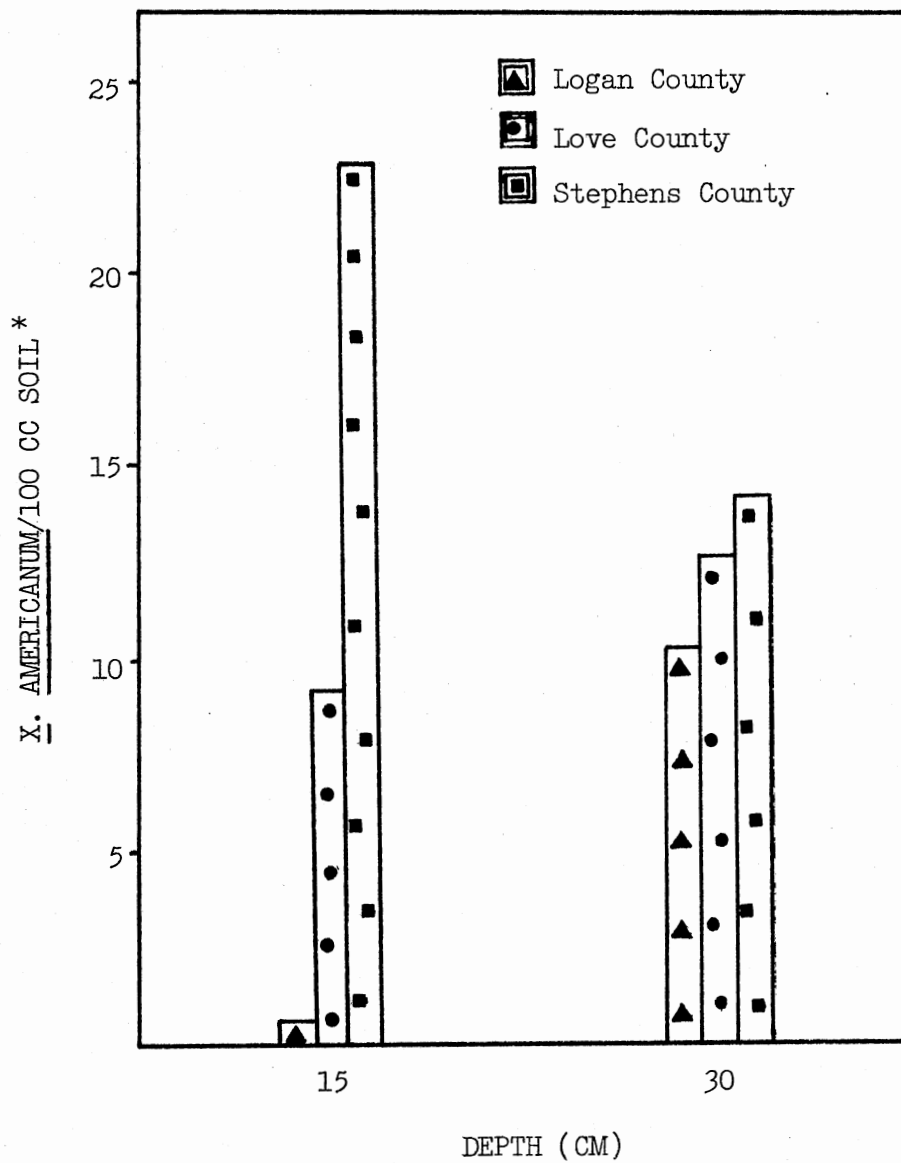 25
20
15
10
5
X. AMERICANUM/100 CC SOIL*
Logan County
Love County
Stephens County
15
30
DEPTH (CM)